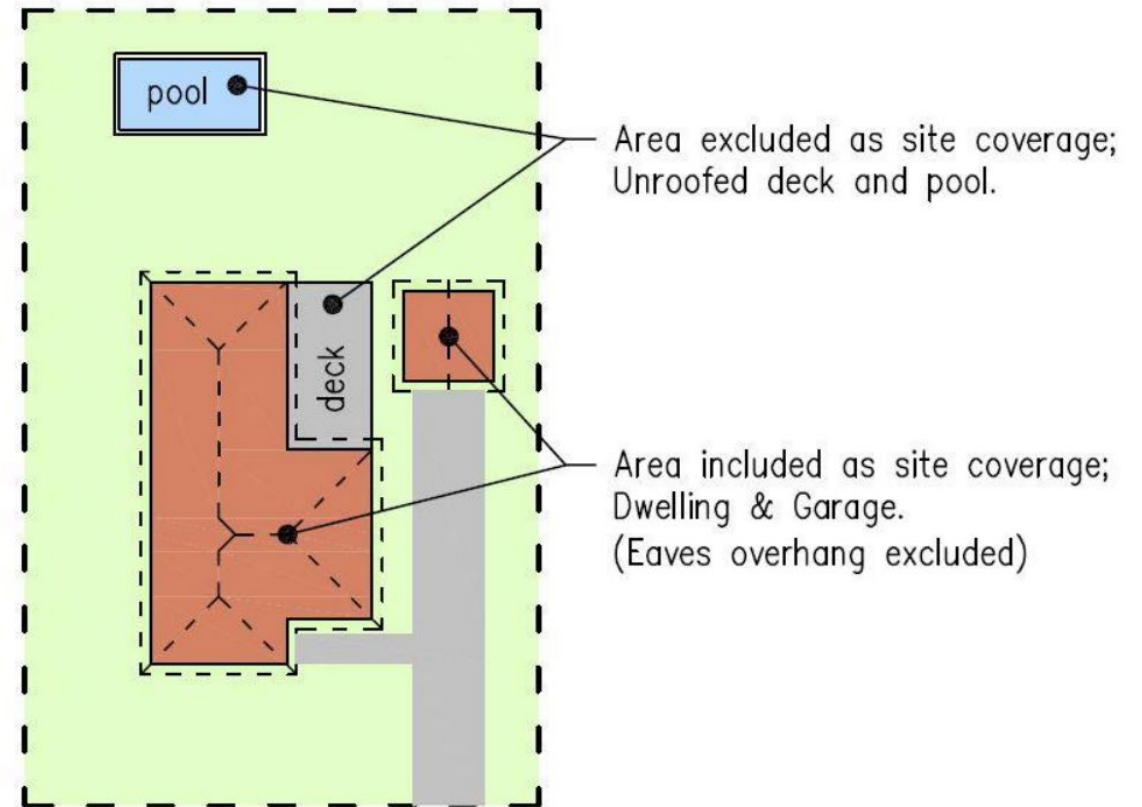 pool
Area excluded as site coverage;
Unroofed deck and pool.
deck
Area included as site coverage;
Dwelling & Garage.
(Eaves overhang excluded)